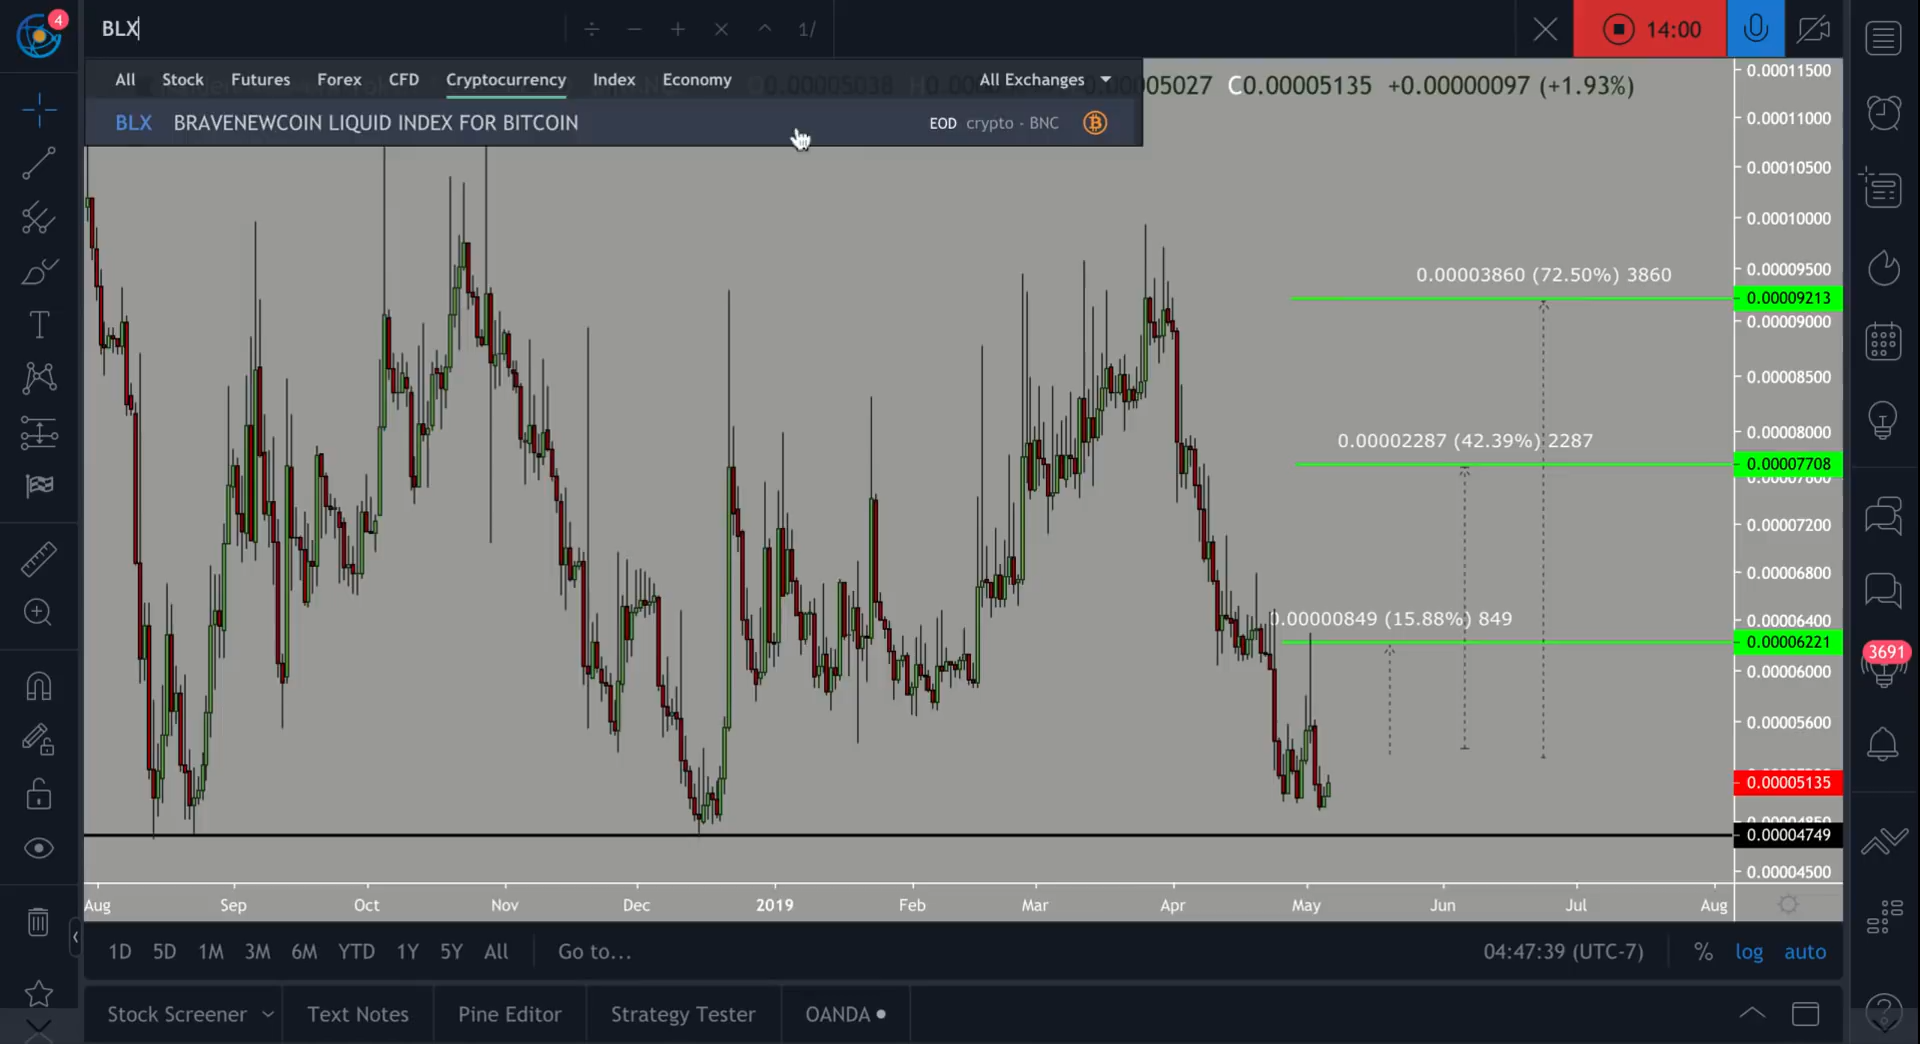 4
BLX
1/
14:00
All Stock Futures Forex CFD Cryptocurrency Index Economy All Exchanges
00005027 C0.00005135 +0.00000097 (+1.93%)
BLX BRAVENEWCOIN LIQUID INDEX FOR BITCOIN EOD crypto · BNC
0.00011500
0.00011000
0.00010500
0.00010000
0.00009500
0.00003860 (72.50%) 3860
0.00009213
0.00009000
0.00008500
0.00008000
0.00002287 (42.39%) 2287
0.00007708
0.00007200
0.00006800
0.00000849 (15.88%) 849
0.00006400
0.00006221
3691
0.00006000
0.00005600
0.00005135
0.00004749
0.00004500
Aug Sep Oct Nov Dec 2019 Feb Mar Apr May Jun Jul Aug
1D 5D 1M 3M 6M YTD 1Y 5Y All Go to... 04:47:39 (UTC-7) % log auto
Stock Screener Text Notes Pine Editor Strategy Tester OANDA